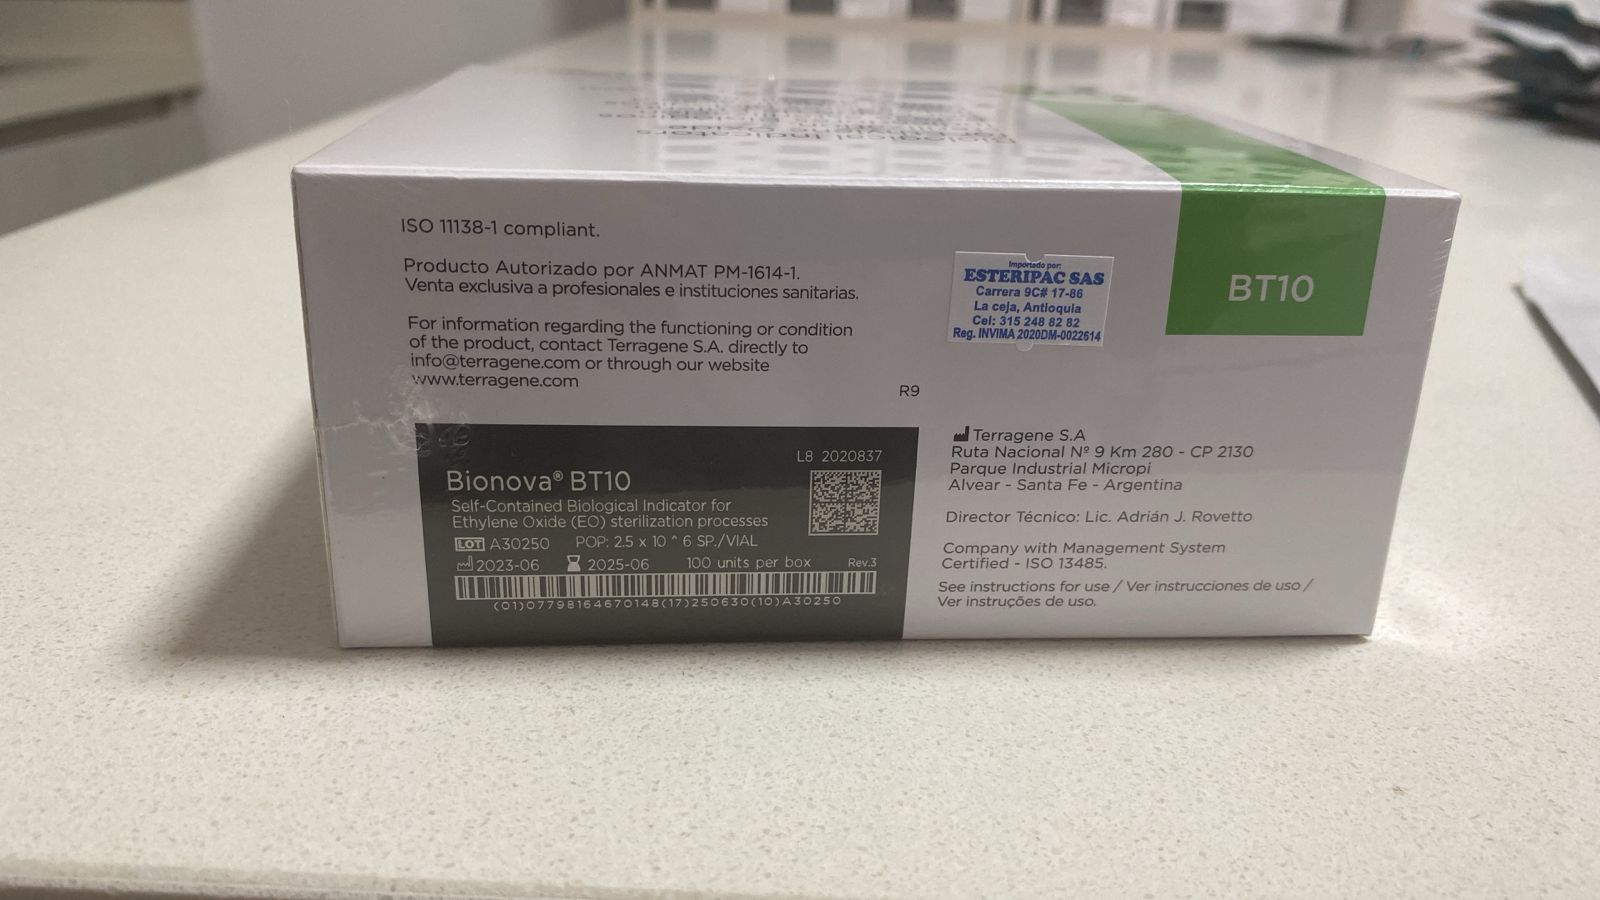 ISO 11138-1 compliant.
Producto Autorizado por ANMAT PM-1614-1.
Venta exclusiva a profesionales e instituciones sanitarias.
For information regarding the functioning or condition
of the product, contact Terragene S.A. directly to
info@terragene.com or through our website
www.terragene.com
R9
Importado por:
ESTERIPAC SAS
Carrera 9C# 17-86
La ceja, Antioquia
Cel: 315 248 82 82
Reg. INVIMA 2020DM-0022614
BT10
L8 2020837
Bionova® BT10
Self-Contained Biological Indicator for
Ethylene Oxide (EO) sterilization processes
LOT A30250 POP: 2.5 x 10 ^ 6 SP./VIAL
2023-06 2025-06 100 units per box Rev.3
(01)07798164670148(17)250630(10)A30250
Terragene S.A
Ruta Nacional Nº 9 Km 280 - CP 2130
Parque Industrial Micropi
Alvear - Santa Fe - Argentina
Director Técnico: Lic. Adrián J. Rovetto
Company with Management System
Certified - ISO 13485.
See instructions for use / Ver instrucciones de uso /
Ver instruções de uso.
Biological Indicators